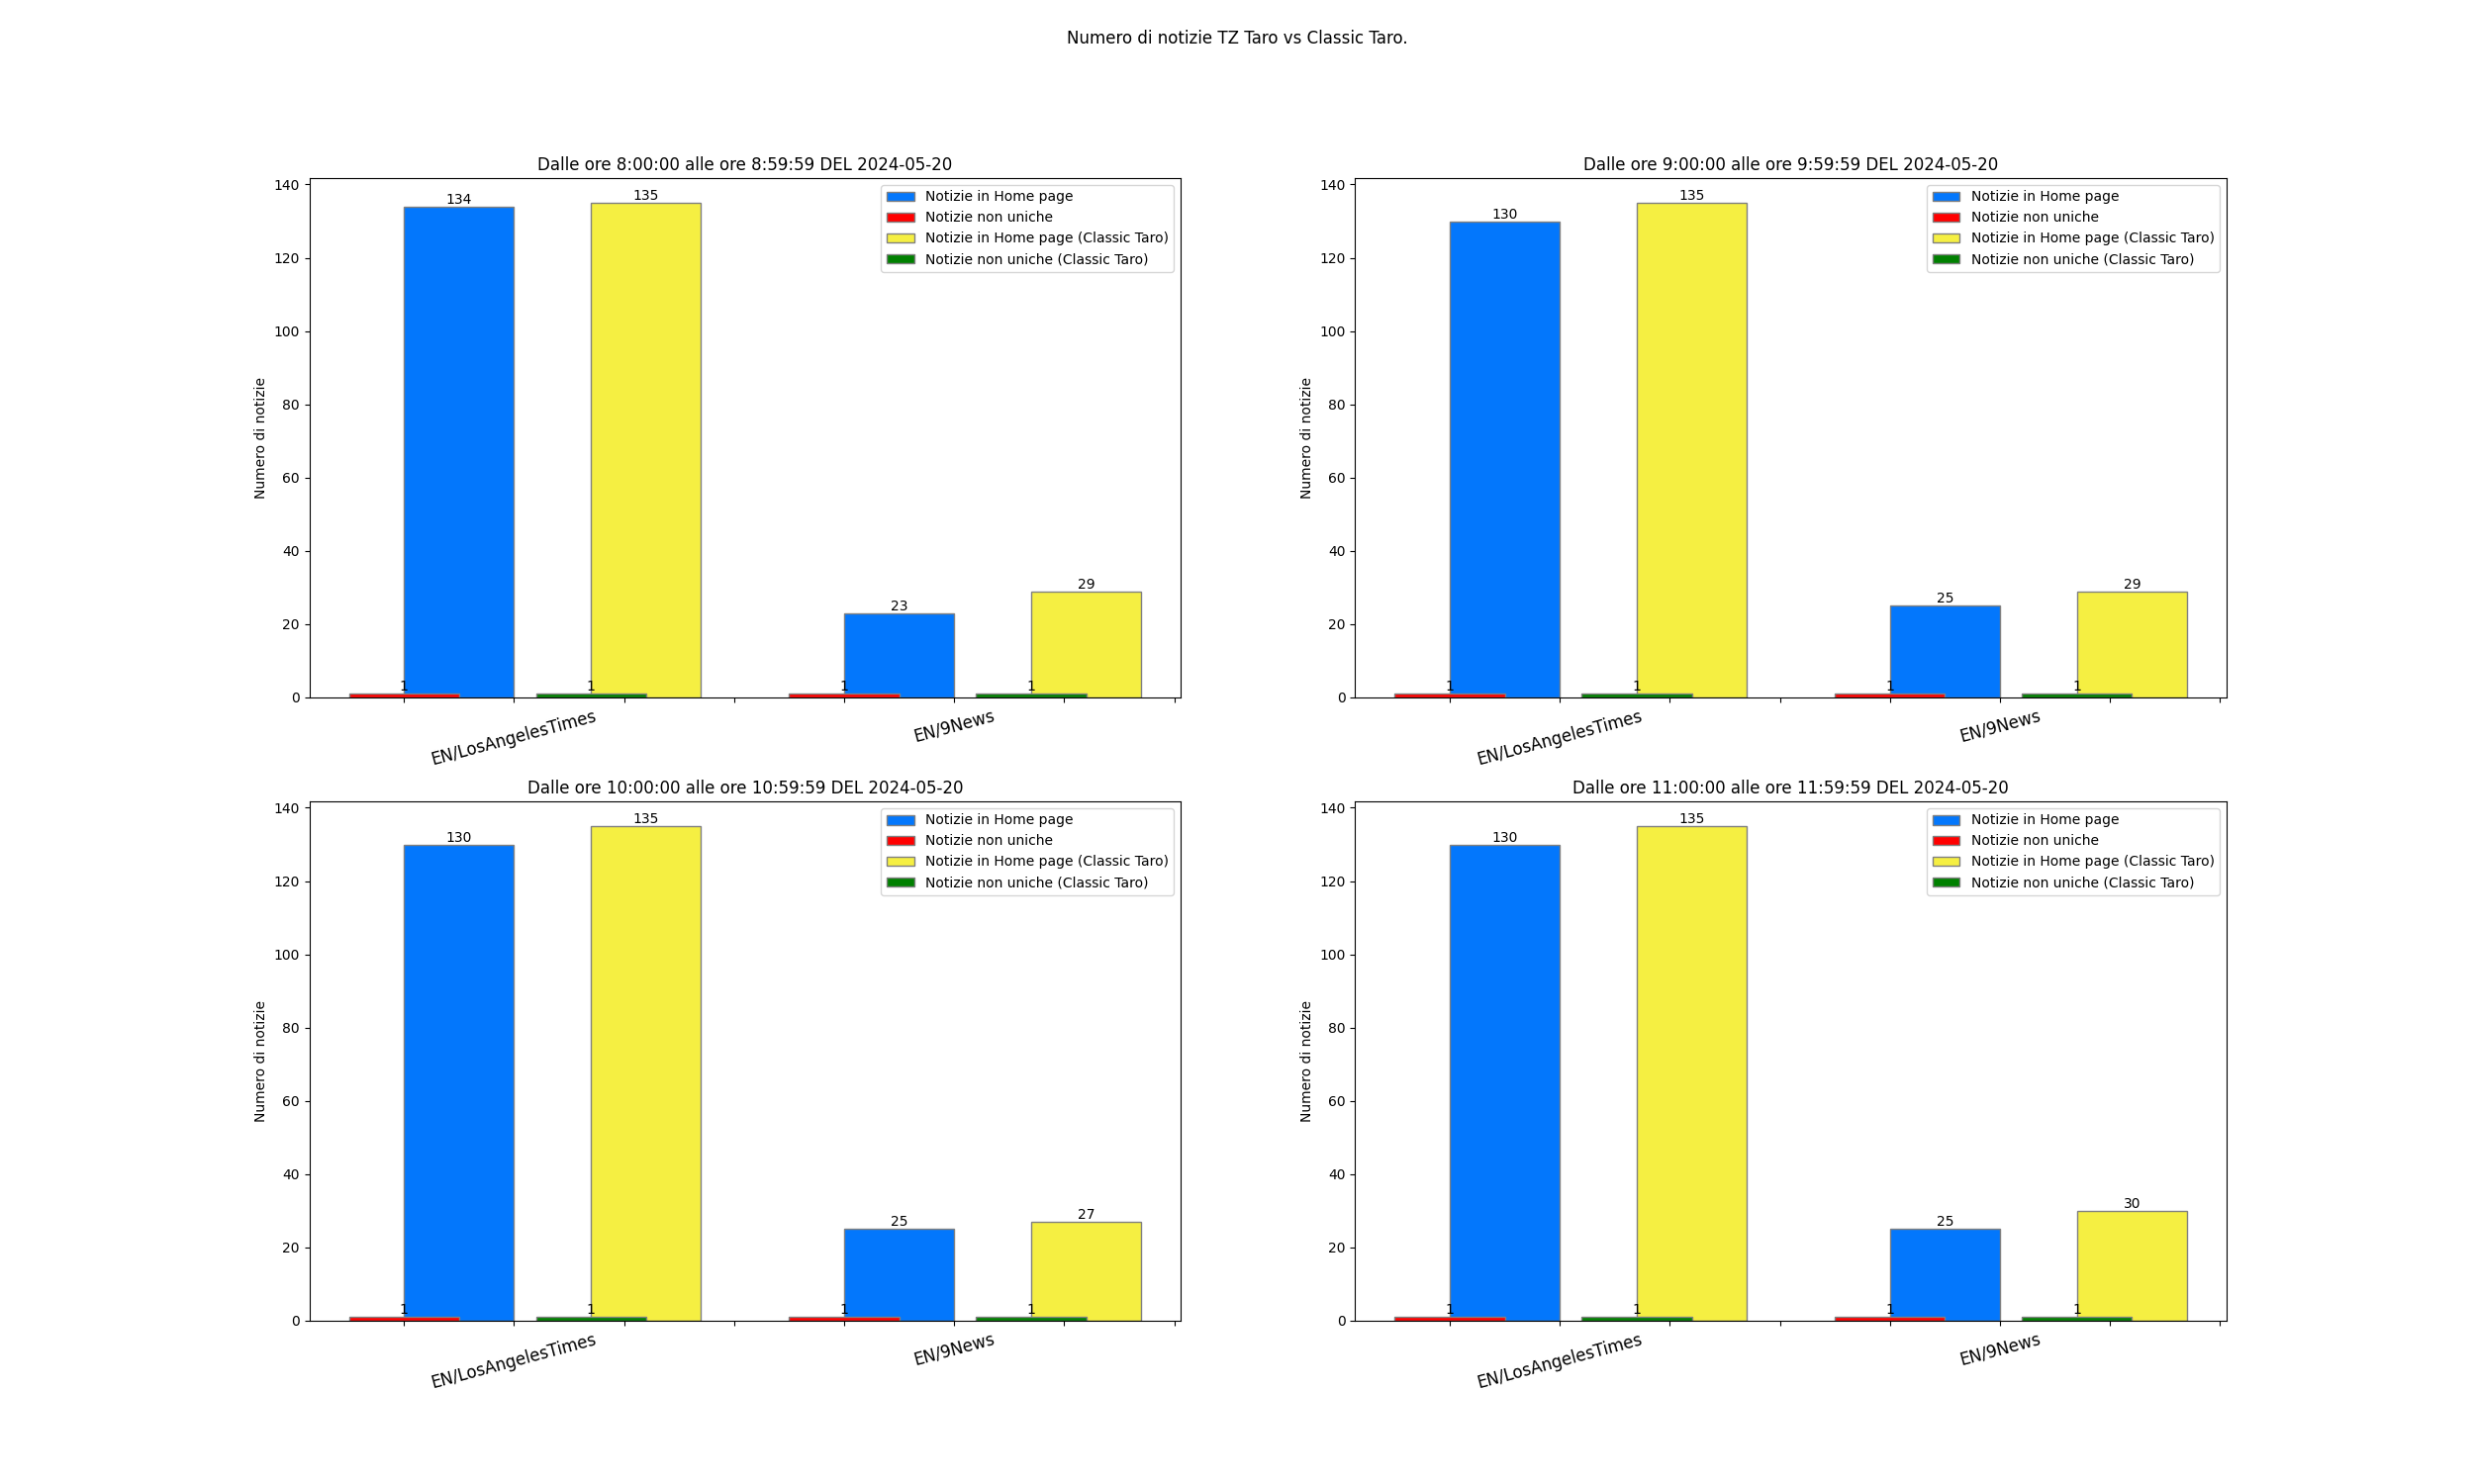 Numero di notizie TZ Taro vs Classic Taro.
Dalle ore 8:00:00 alle ore 8:59:59 DEL 2024-05-20
Numero di notizie
140
120
100
80
60
40
20
0
134
135
23
29
1
1
1
1
Notizie in Home page
Notizie non uniche
Notizie in Home page (Classic Taro)
Notizie non uniche (Classic Taro)
EN/LosAngelesTimes
EN/9News
Dalle ore 9:00:00 alle ore 9:59:59 DEL 2024-05-20
Numero di notizie
140
120
100
80
60
40
20
0
130
135
25
29
1
1
1
1
Notizie in Home page
Notizie non uniche
Notizie in Home page (Classic Taro)
Notizie non uniche (Classic Taro)
EN/LosAngelesTimes
EN/9News
Dalle ore 10:00:00 alle ore 10:59:59 DEL 2024-05-20
Numero di notizie
140
120
100
80
60
40
20
0
130
135
25
27
1
1
1
1
Notizie in Home page
Notizie non uniche
Notizie in Home page (Classic Taro)
Notizie non uniche (Classic Taro)
EN/LosAngelesTimes
EN/9News
Dalle ore 11:00:00 alle ore 11:59:59 DEL 2024-05-20
Numero di notizie
140
120
100
80
60
40
20
0
130
135
25
30
1
1
1
1
Notizie in Home page
Notizie non uniche
Notizie in Home page (Classic Taro)
Notizie non uniche (Classic Taro)
EN/LosAngelesTimes
EN/9News